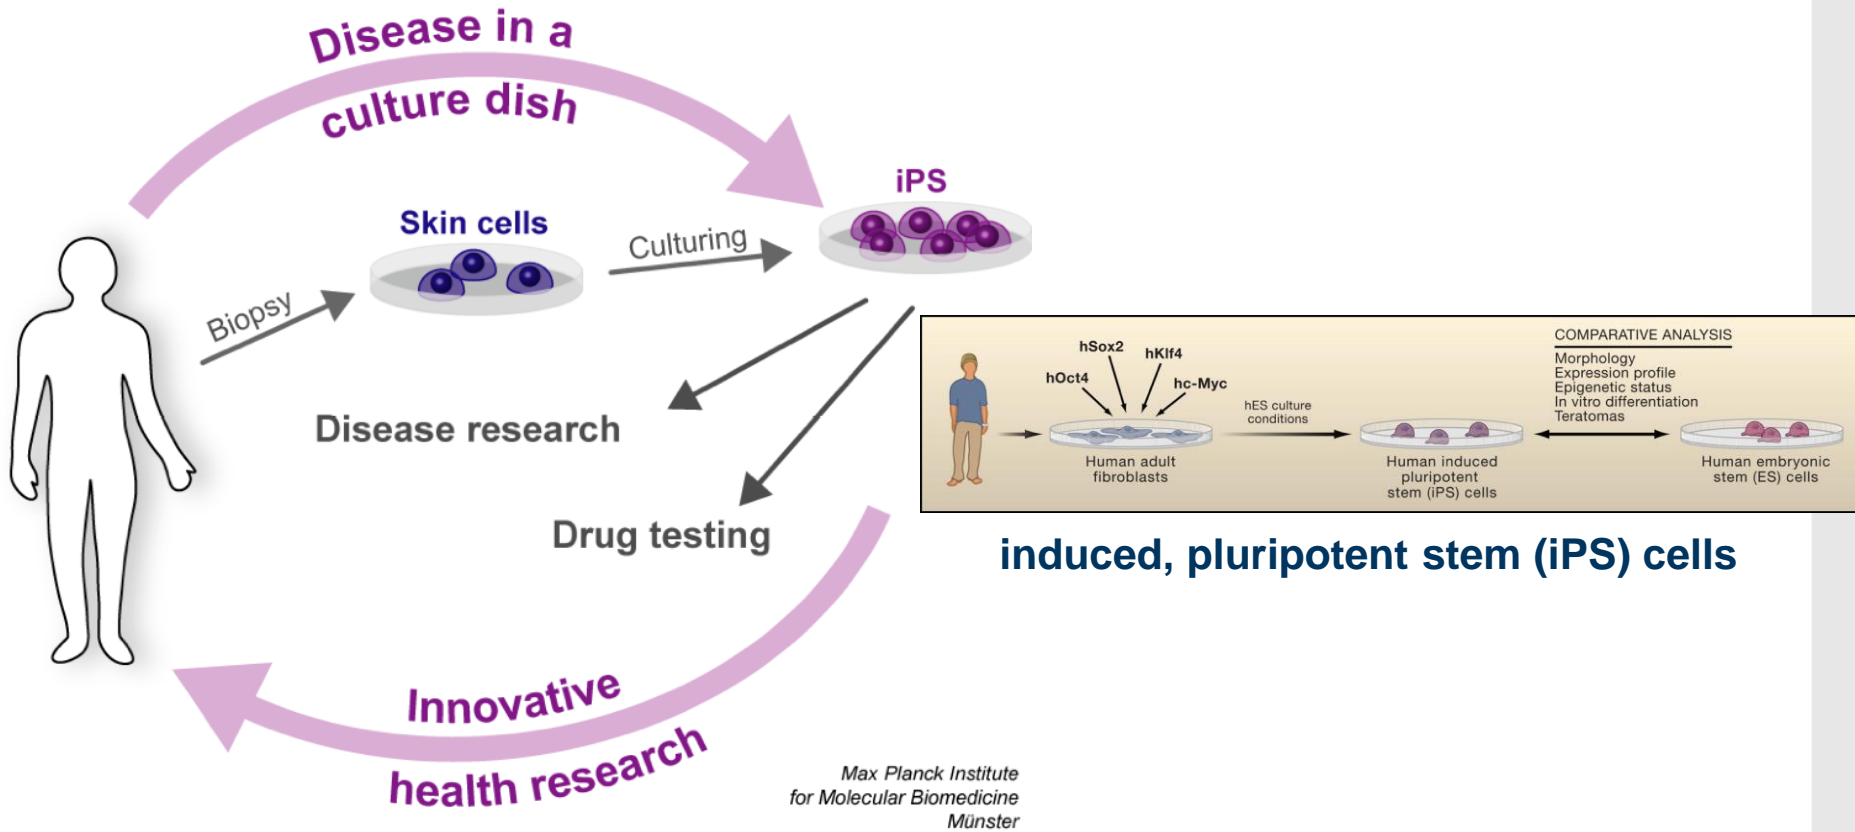 Disease in a
culture dish
iPS
Skin cells
Culturing
Biopsy
Disease research
Drug testing
hSox2
hKlf4
hOct4
hc-Myc
hES culture
conditions
COMPARATIVE ANALYSIS
Morphology
Expression profile
Epigenetic status
In vitro differentiation
Teratomas
Human adult
fibroblasts
Human induced
pluripotent
stem (iPS) cells
Human embryonic
stem (ES) cells
induced, pluripotent stem (iPS) cells
Innovative
health research
Max Planck Institute
for Molecular Biomedicine
Münster